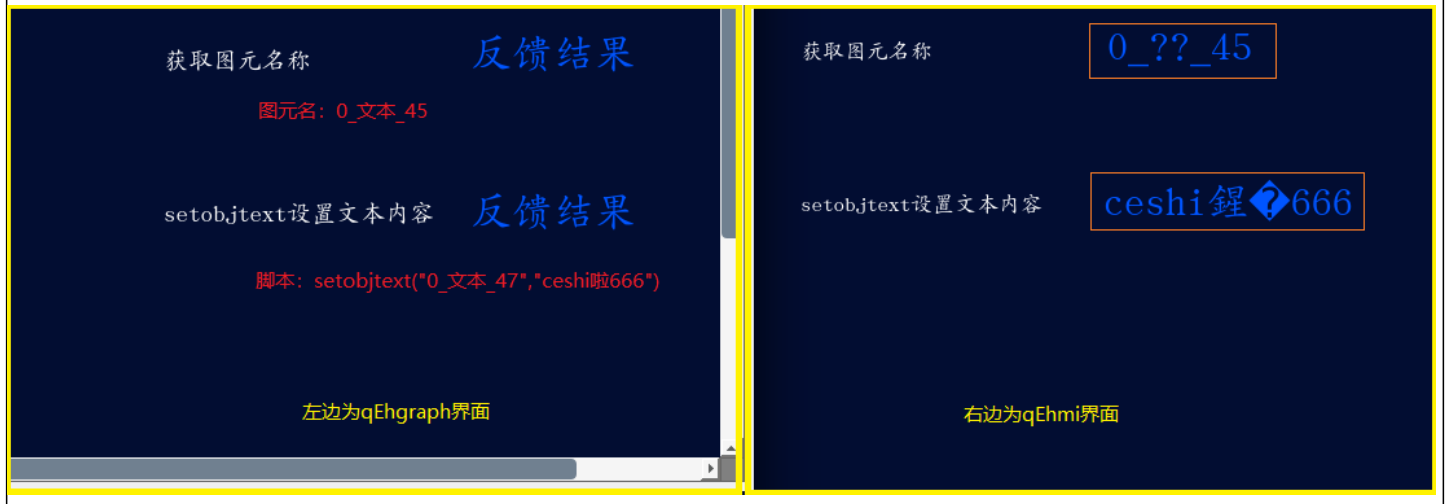 获取图元名称 反馈结果
图元名：0_文本_45
setobjtext设置文本内容 反馈结果
脚本：setobjtext("0_文本_47","ceshi啦666")
左边为qEhgraph界面
获取图元名称 0_??_45
setobjtext设置文本内容 ceshi鍟�666
右边为qEhmi界面